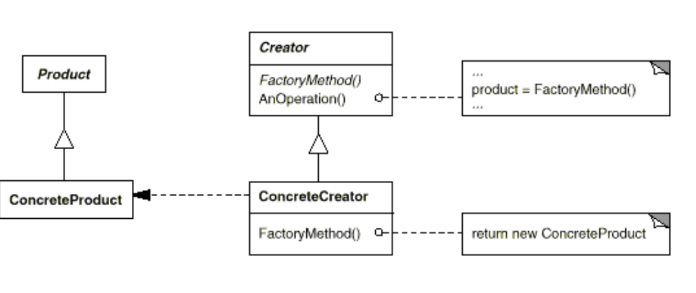 Product
ConcreteProduct
Creator
FactoryMethod()
AnOperation()
...
product = FactoryMethod()
...
ConcreteCreator
FactoryMethod()
return new ConcreteProduct